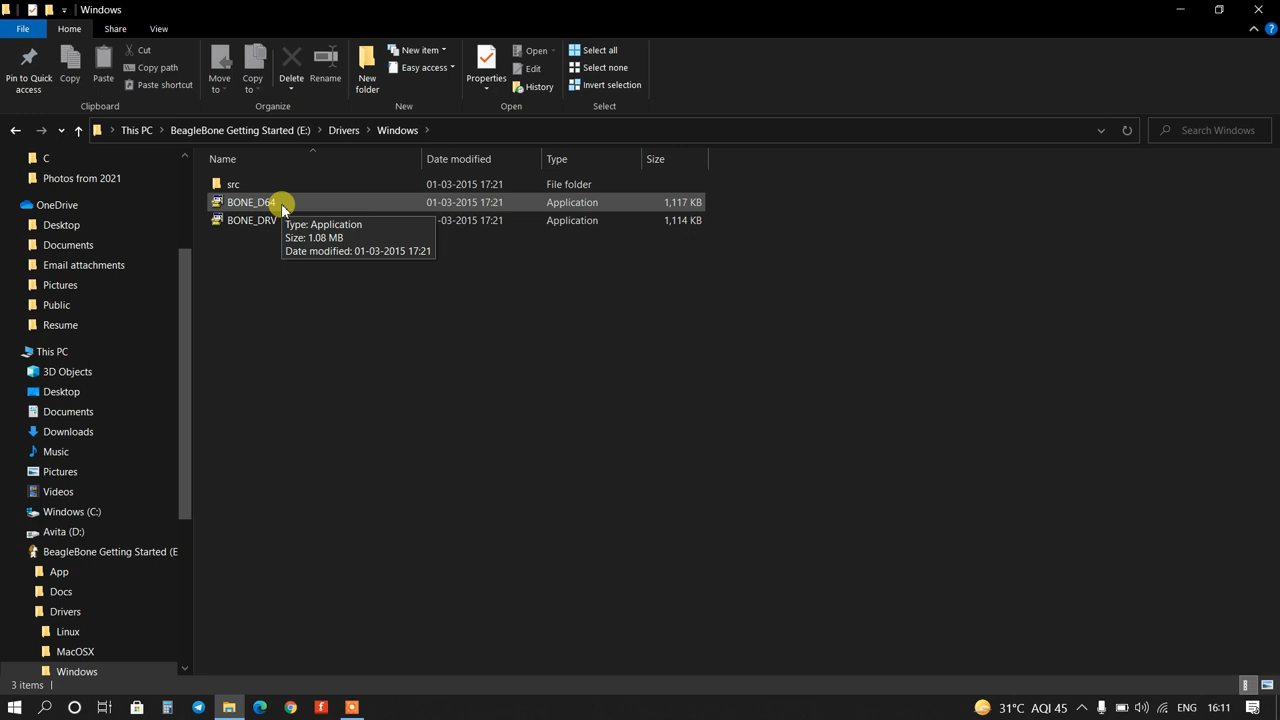 Windows
File
Home
Share
View
Pin to Quick access
Copy
Paste
Cut
Copy path
Paste shortcut
Clipboard
Move to
Copy to
Delete
Rename
Organize
New folder
New item
Easy access
New
Properties
Open
Edit
History
Open
Select all
Select none
Invert selection
Select
This PC
BeagleBone Getting Started (E:)
Drivers
Windows
Search Windows
Name
Date modified
Type
Size
src
01-03-2015 17:21
File folder
BONE_D64
01-03-2015 17:21
Application
1,117 KB
BONE_DRV
-03-2015 17:21
Application
1,114 KB
Type: Application
Size: 1.08 MB
Date modified: 01-03-2015 17:21
C
Photos from 2021
OneDrive
Desktop
Documents
Email attachments
Pictures
Public
Resume
This PC
3D Objects
Desktop
Documents
Downloads
Music
Pictures
Videos
Windows (C:)
Avita (D:)
BeagleBone Getting Started (E
App
Docs
Drivers
Linux
MacOSX
Windows
3 items
31°C AQI 45
ENG
16:11